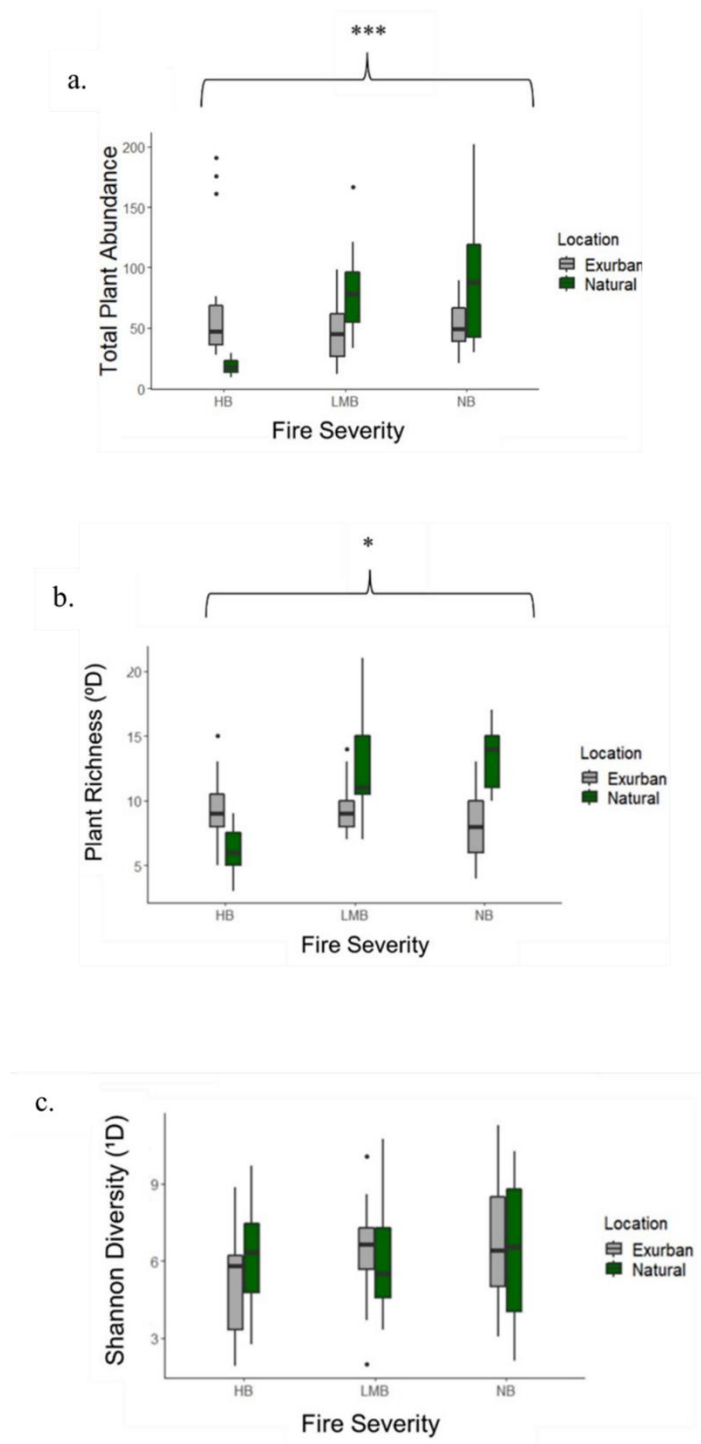 ***
a.
Total Plant Abundance
200
150
100
50
0
HB LMB NB
Fire Severity
Location
Exurban
Natural
*
b.
Plant Richness (⁰D)
20
15
10
5
HB LMB NB
Fire Severity
Location
Exurban
Natural
c.
Shannon Diversity (¹D)
9
6
3
HB LMB NB
Fire Severity
Location
Exurban
Natural